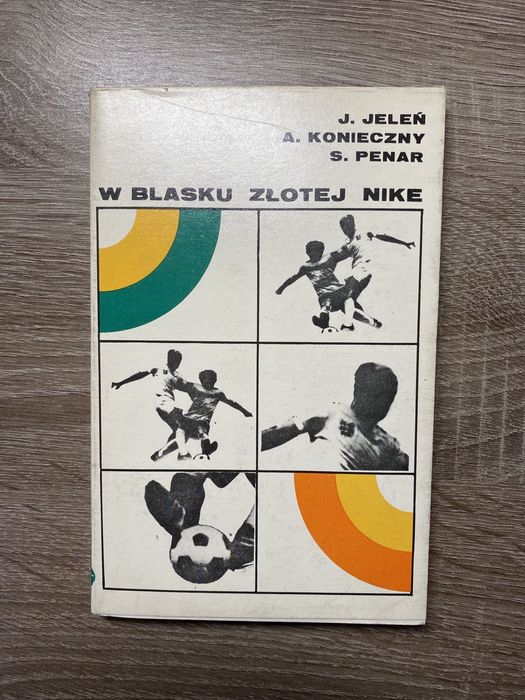 J. JELEŃ
A. KONIECZNY
S. PENAR
W BLASKU ZŁOTEJ NIKE